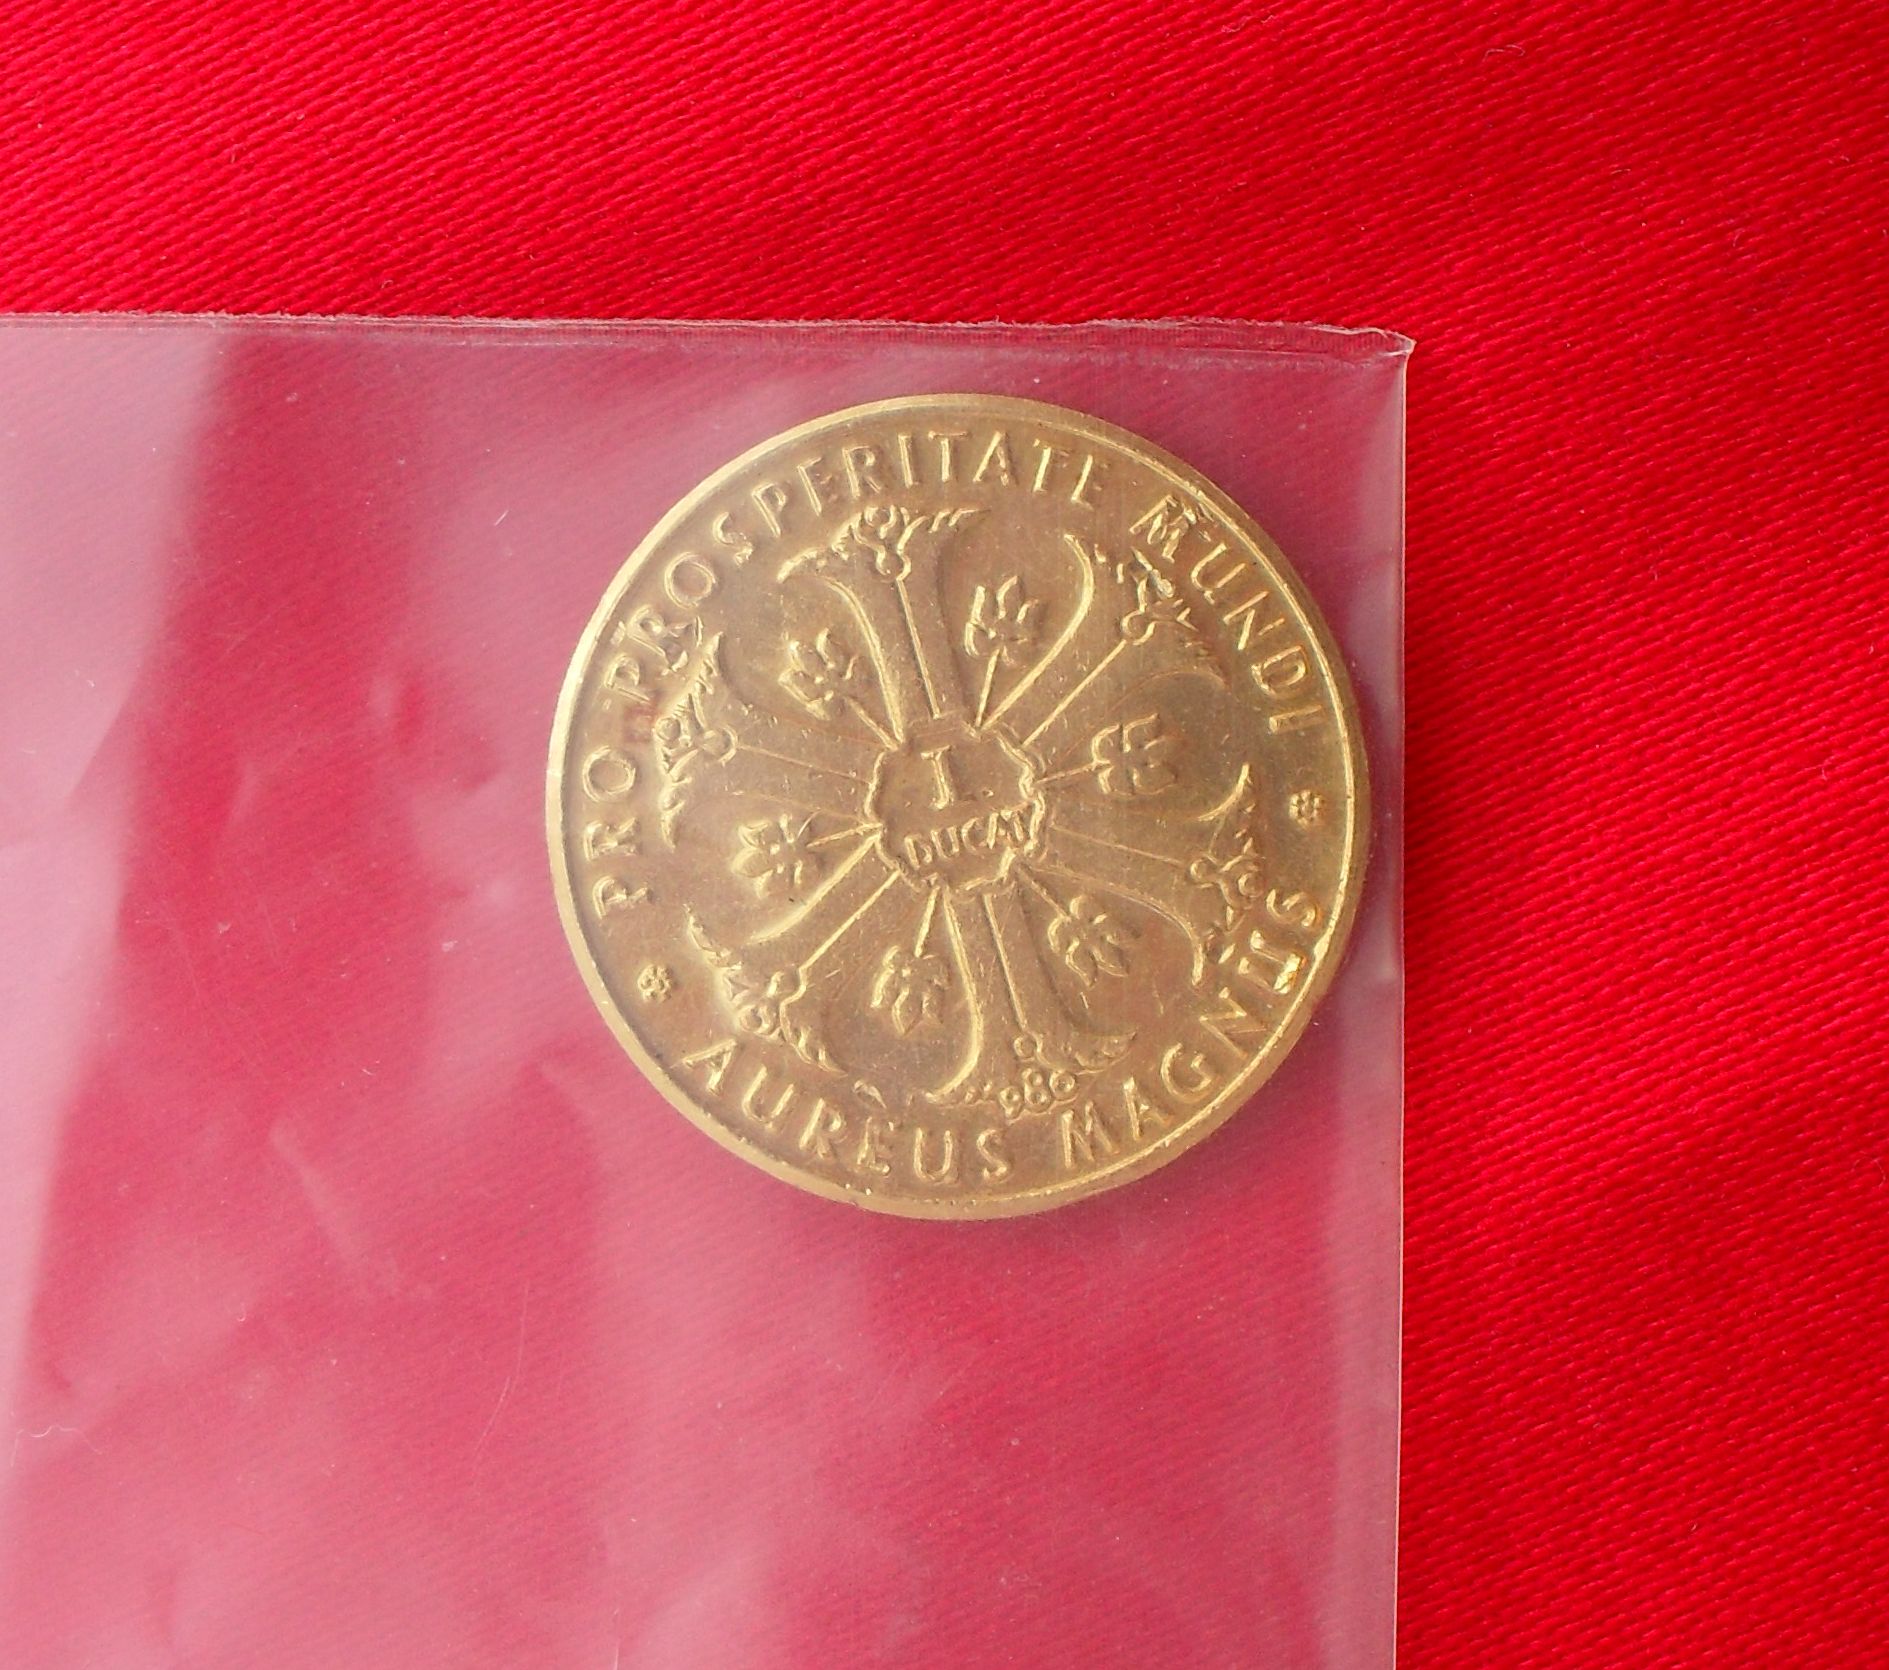 PRO PROSPERITATE MUNDI
AUREUS MAGNUS
I.
DUCAT